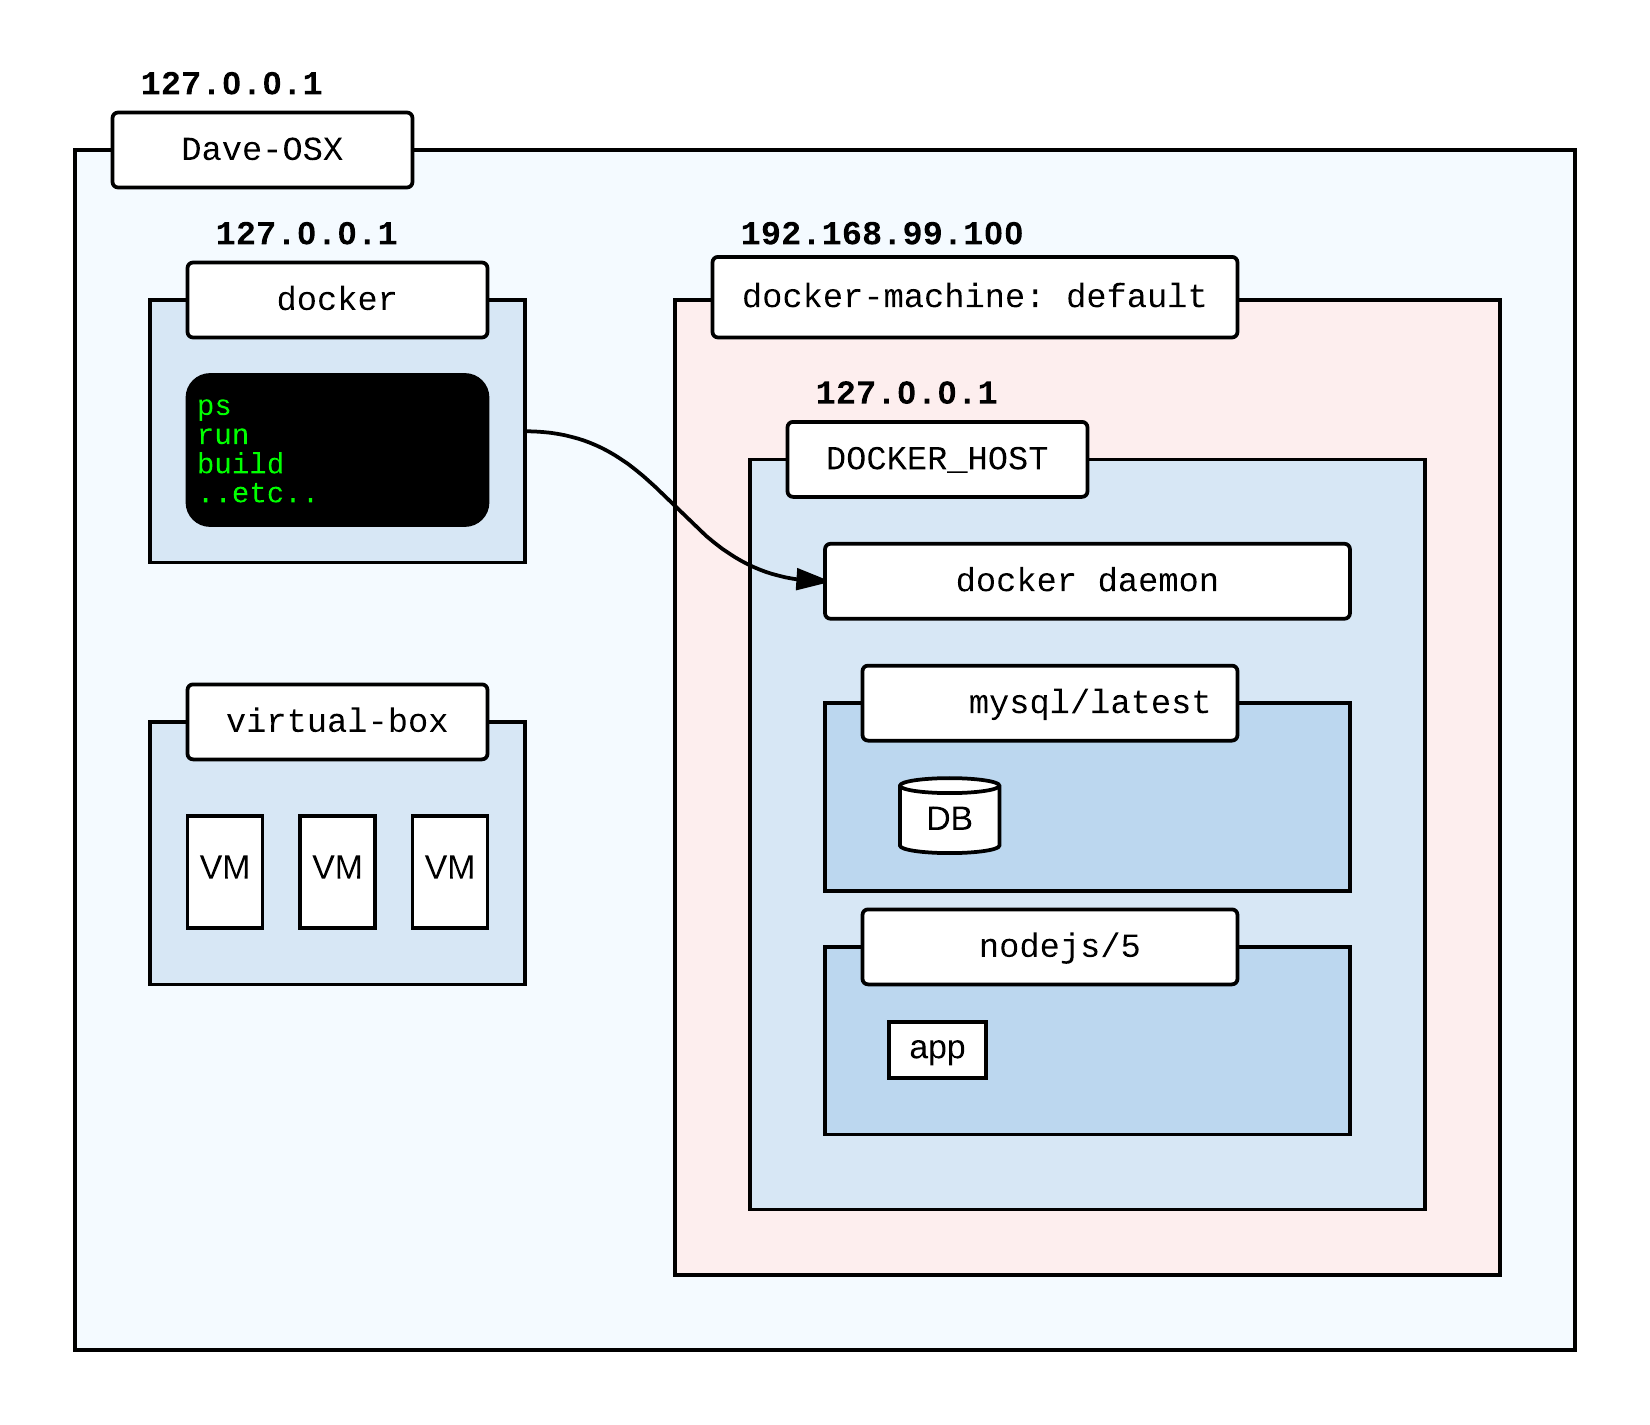 127.0.0.1
Dave-OSX
127.0.0.1
docker
ps
run
build
..etc..
virtual-box
VM VM VM
192.168.99.100
docker-machine: default
127.0.0.1
DOCKER_HOST
docker daemon
mysql/latest
DB
nodejs/5
app